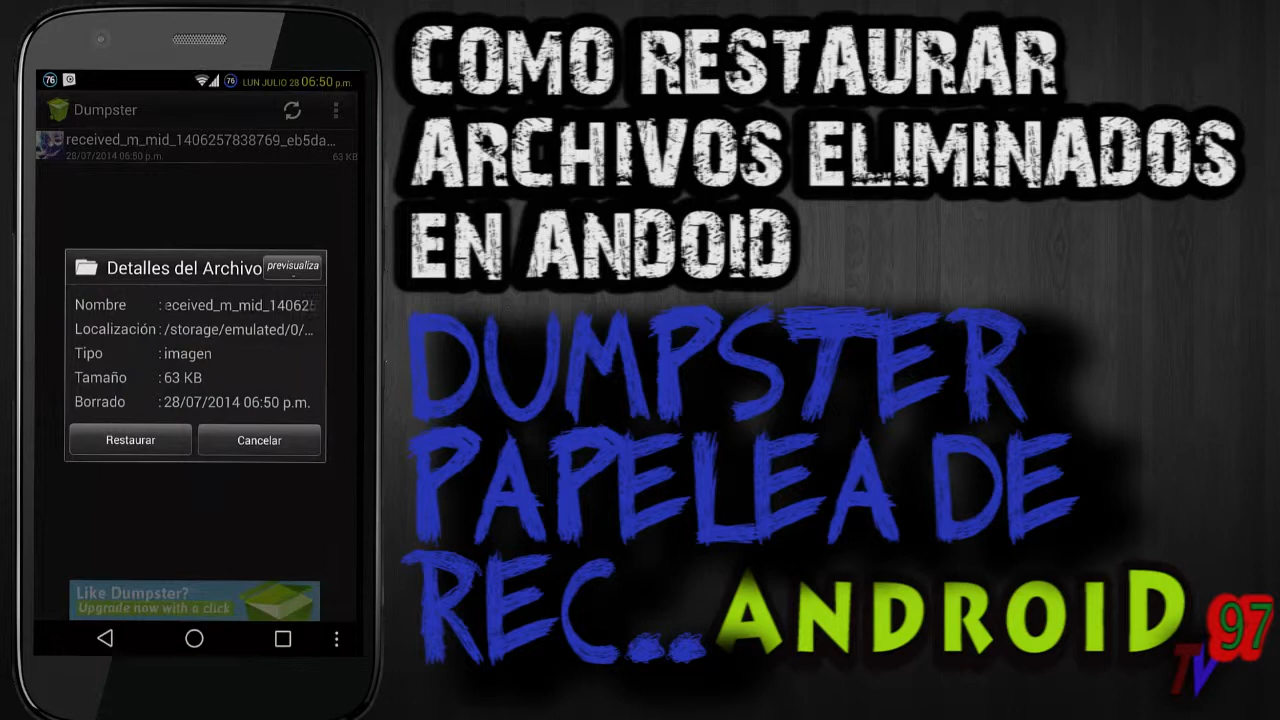 76
76
LUN JULIO 28 06:50 p.m.
Dumpster
received_m_mid_1406257838769_eb5da...
28/07/2014 06:50 p.m.
63 KB
Detalles del Archivo
previsualiza
Nombre :eceived_m_mid_14062
Localización :/storage/emulated/0/...
Tipo :imagen
Tamaño :63 KB
Borrado :28/07/2014 06:50 p.m.
Restaurar
Cancelar
Like Dumpster?
Upgrade now with a click
COMO RESTAURAR
ARCHIVOS ELIMINADOS
EN ANDOID
DUMPSTER
PAPELEA DE
REC...
ANDROID
97
TV